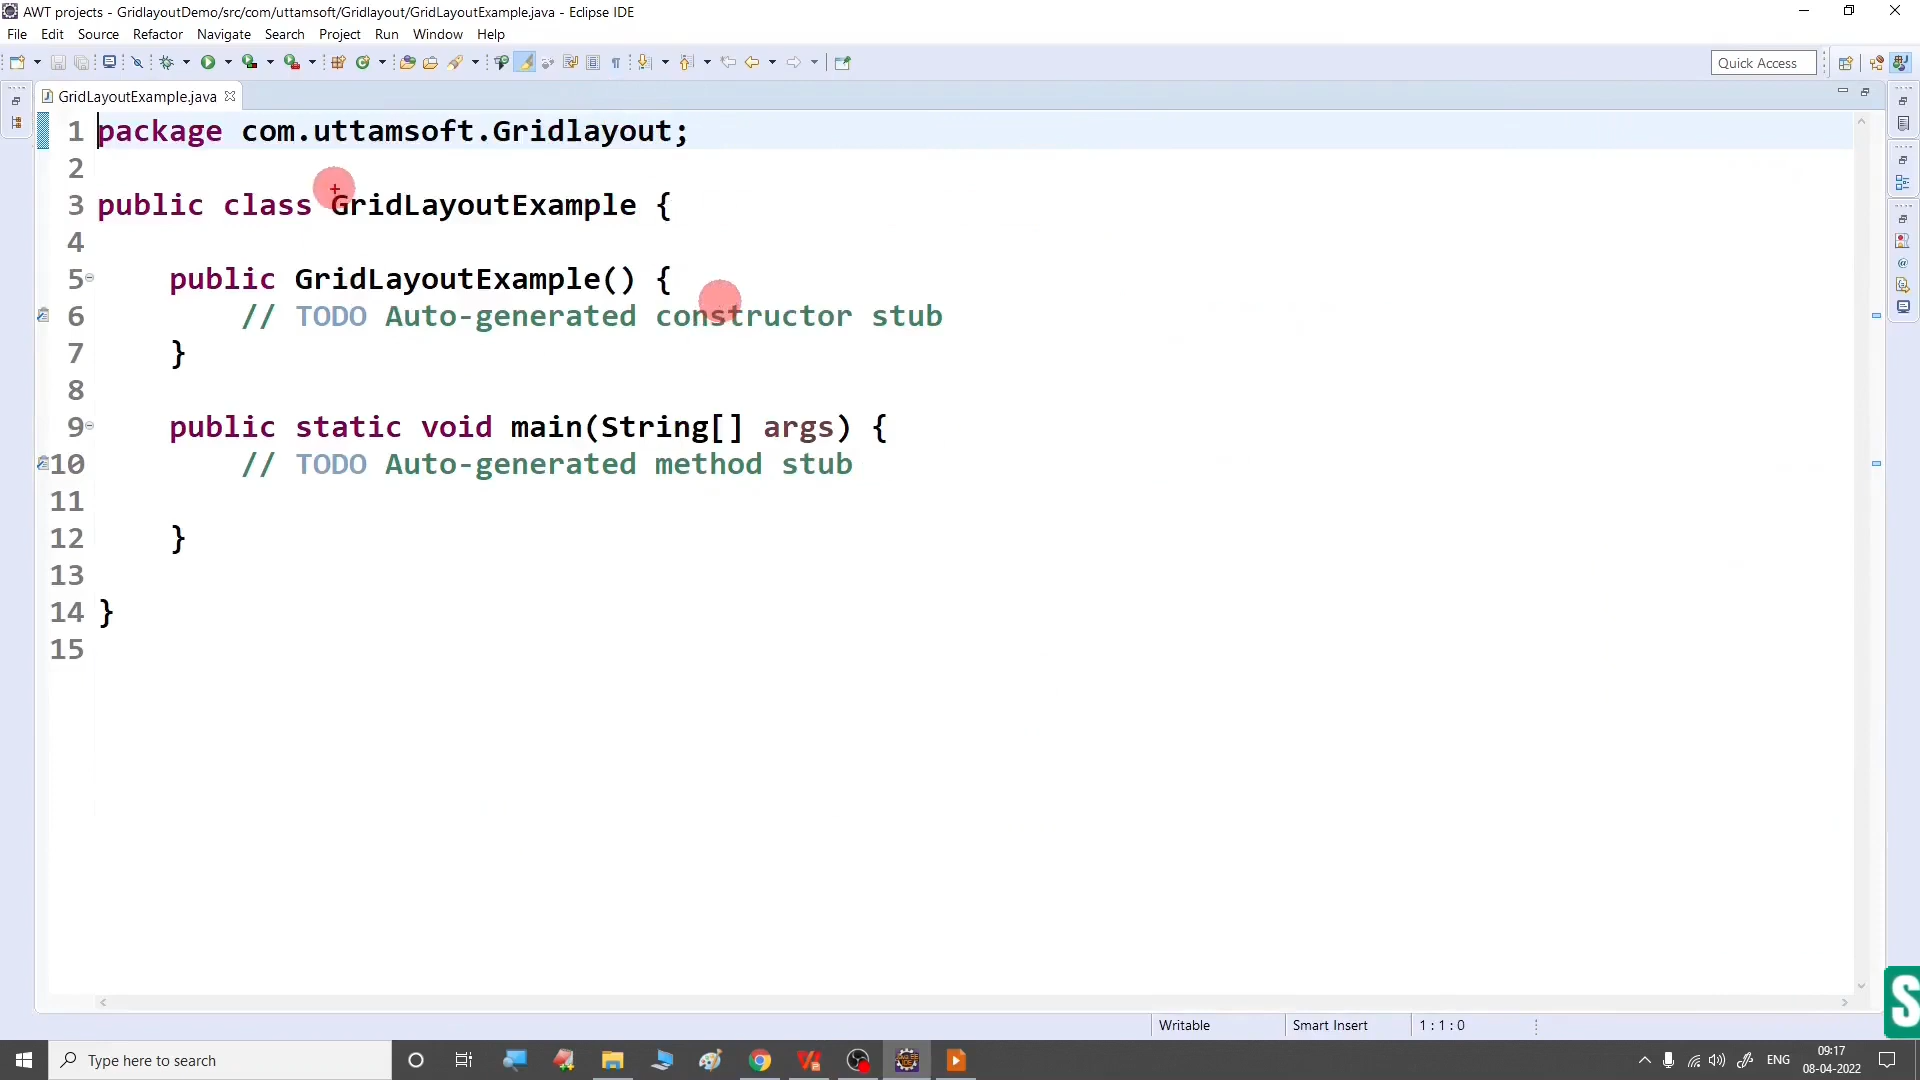 AWT projects - GridlayoutDemo/src/com/uttamsoft/Gridlayout/GridLayoutExample.java - Eclipse IDE
File Edit Source Refactor Navigate Search Project Run Window Help
Quick Access
GridLayoutExample.java
1 package com.uttamsoft.Gridlayout;
2
3 public class GridLayoutExample {
4
5 public GridLayoutExample() {
6 // TODO Auto-generated constructor stub
7 }
8
9 public static void main(String[] args) {
10 // TODO Auto-generated method stub
11
12 }
13
14 }
15
Writable Smart Insert 1 : 1 : 0
S
Type here to search
ENG
09:17
08-04-2022